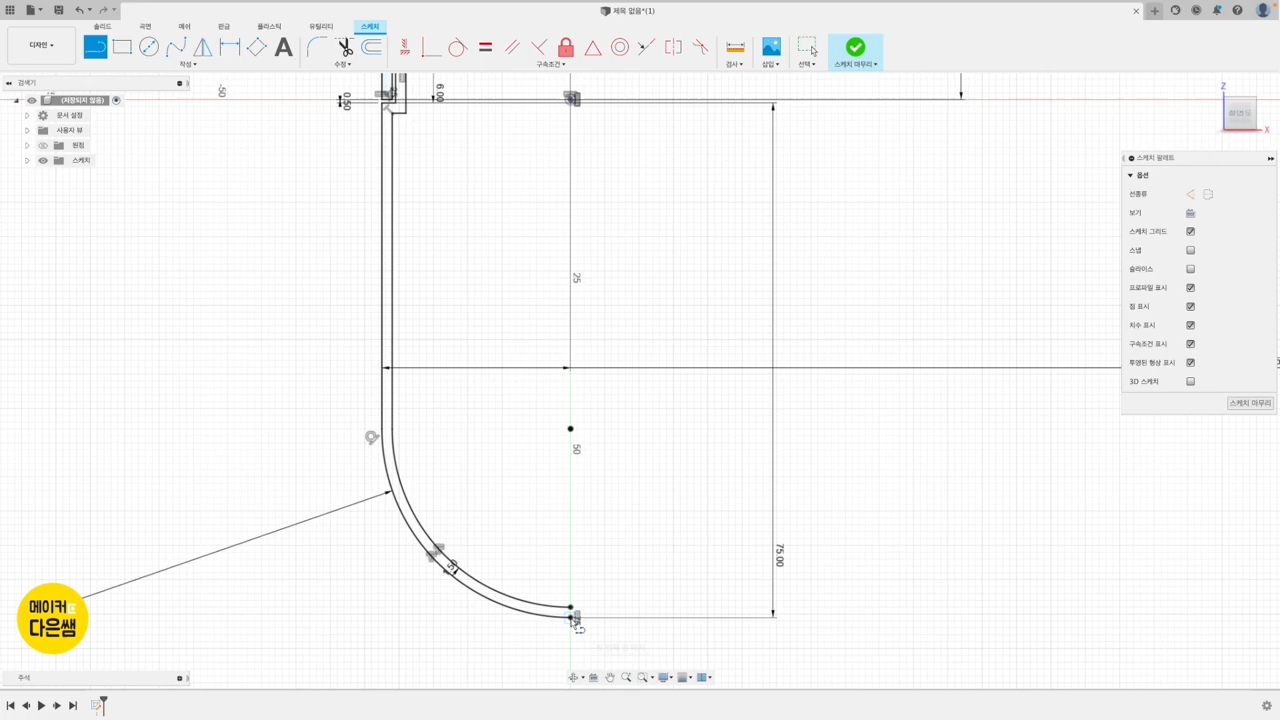 제목 없음*(1)
솔리드 곡면 메쉬 판금 플라스틱 유틸리티 스케치
디자인
작성 수정 구속조건 검사 삽입 선택 스케치 마무리
검색기
(저장되지 않음)
문서 설정
사용자 뷰
원점
스케치
-50
0.50
6.00
25
50
75.00
Z
X
스케치 팔레트
옵션
선종류
보기
스케치 그리드
스냅
슬라이스
프로파일 표시
점 표시
치수 표시
구속조건 표시
투영된 형상 표시
3D 스케치
스케치 마무리
메이커
다은쌤
주석